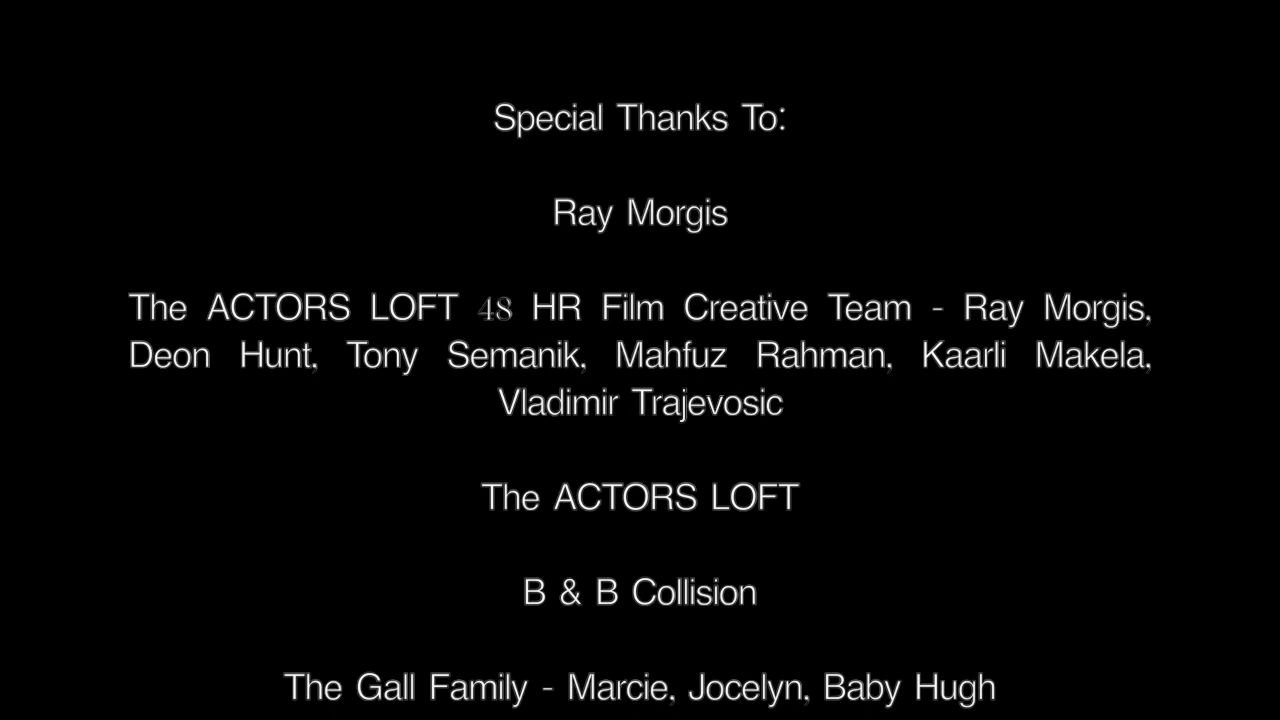 Special Thanks To:
Ray Morgis
The ACTORS LOFT 48 HR Film Creative Team - Ray Morgis,
Deon Hunt, Tony Semanik, Mahfuz Rahman, Kaarli Makela,
Vladimir Trajevosic
The ACTORS LOFT
B & B Collision
The Gall Family - Marcie, Jocelyn, Baby Hugh